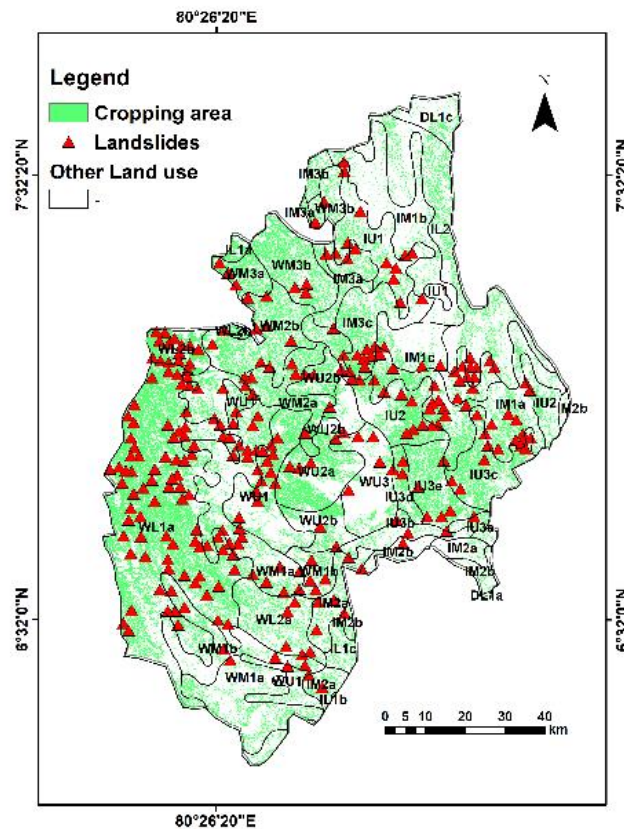 80°26'20"E
N
Legend
Cropping area
Landslides
Other Land use
-
7°32'20"N
7°32'20"N
DL1c
IM3b
IM3a
WM3b
IM1b
IU1
IL2
IL1a
WM3b
WM3a
IM3a
IU1
WM2b
IM3c
WL2b
IM1c
WU2b
WU1
WM2a
IU2
IM1a
IU2
IM2b
WU2b
WU2a
WU3
IU3e
IU3c
WU1
IU3d
WL1a
WU2b
IU3b
IU3a
IM2b
IM2a
WM1a
WM1b
IM2b
DL1a
IM2a
WL2a
IM2b
6°32'0"N
6°32'0"N
WM1b
IL1c
WM1a
WU1
IM2a
IL1b
0 5 10 20 30 40
km
80°26'20"E